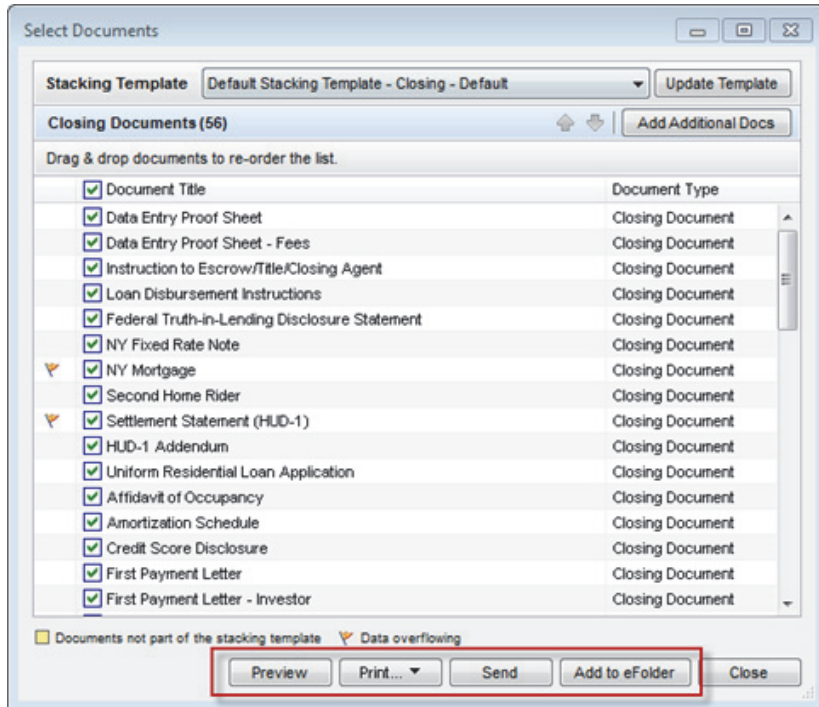 Select Documents
Stacking Template Default Stacking Template - Closing - Default Update Template
Closing Documents (56) Add Additional Docs
Drag & drop documents to re-order the list.
Document Title Document Type
Data Entry Proof Sheet Closing Document
Data Entry Proof Sheet - Fees Closing Document
Instruction to Escrow/Title/Closing Agent Closing Document
Loan Disbursement Instructions Closing Document
Federal Truth-in-Lending Disclosure Statement Closing Document
NY Fixed Rate Note Closing Document
NY Mortgage Closing Document
Second Home Rider Closing Document
Settlement Statement (HUD-1) Closing Document
HUD-1 Addendum Closing Document
Uniform Residential Loan Application Closing Document
Affidavit of Occupancy Closing Document
Amortization Schedule Closing Document
Credit Score Disclosure Closing Document
First Payment Letter Closing Document
First Payment Letter - Investor Closing Document
Documents not part of the stacking template Data overflowing
Preview Print... Send Add to eFolder Close